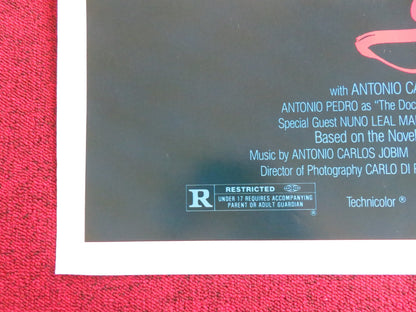 with ANTONIO CA
ANTONIO PEDRO as "The Doc
Special Guest NUNO LEAL MA
Based on the Novel
Music by ANTONIO CARLOS JOBIM
Director of Photography CARLO DI P
R RESTRICTED
UNDER 17 REQUIRES ACCOMPANYING
PARENT OR ADULT GUARDIAN
Technicolor ®